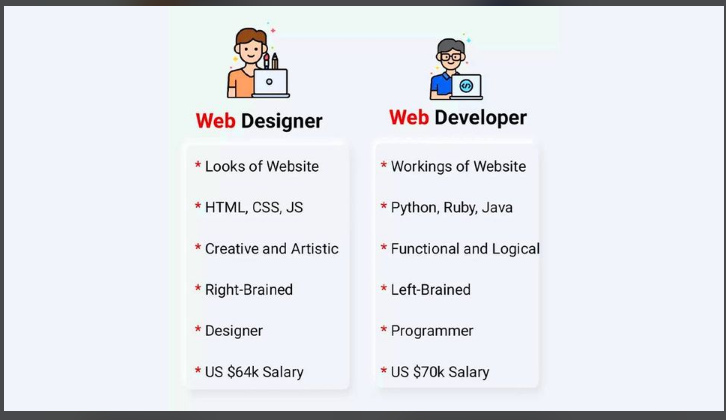 Web Designer
* Looks of Website
* HTML, CSS, JS
* Creative and Artistic
* Right-Brained
* Designer
* US $64k Salary
Web Developer
* Workings of Website
* Python, Ruby, Java
* Functional and Logical
* Left-Brained
* Programmer
* US $70k Salary